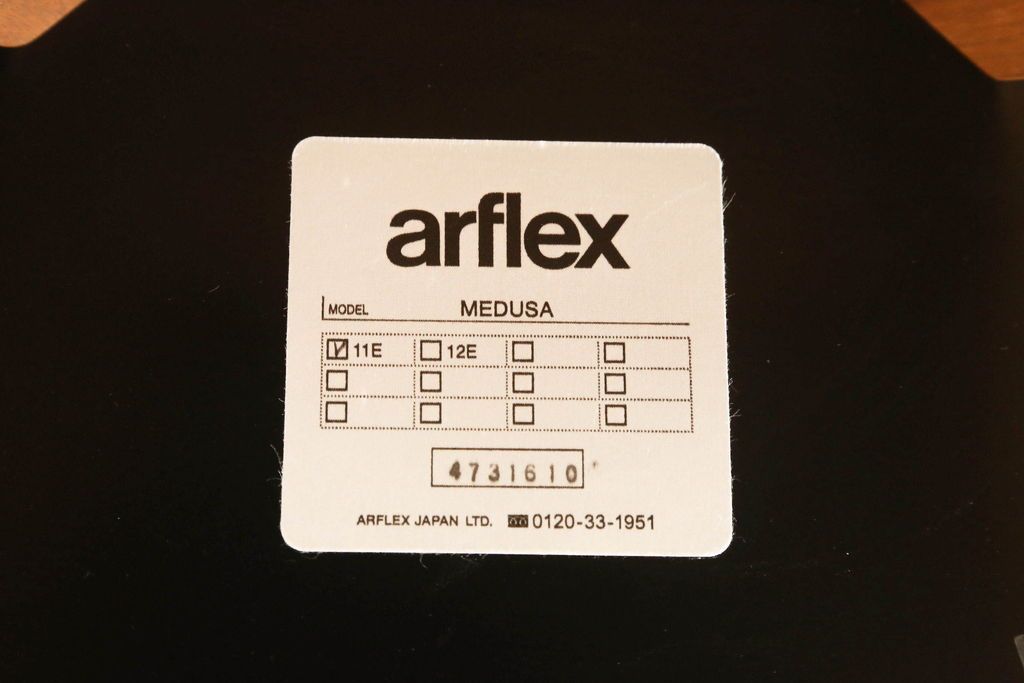 arflex
MODEL MEDUSA
11E 12E
4731610
ARFLEX JAPAN LTD. 0120-33-1951